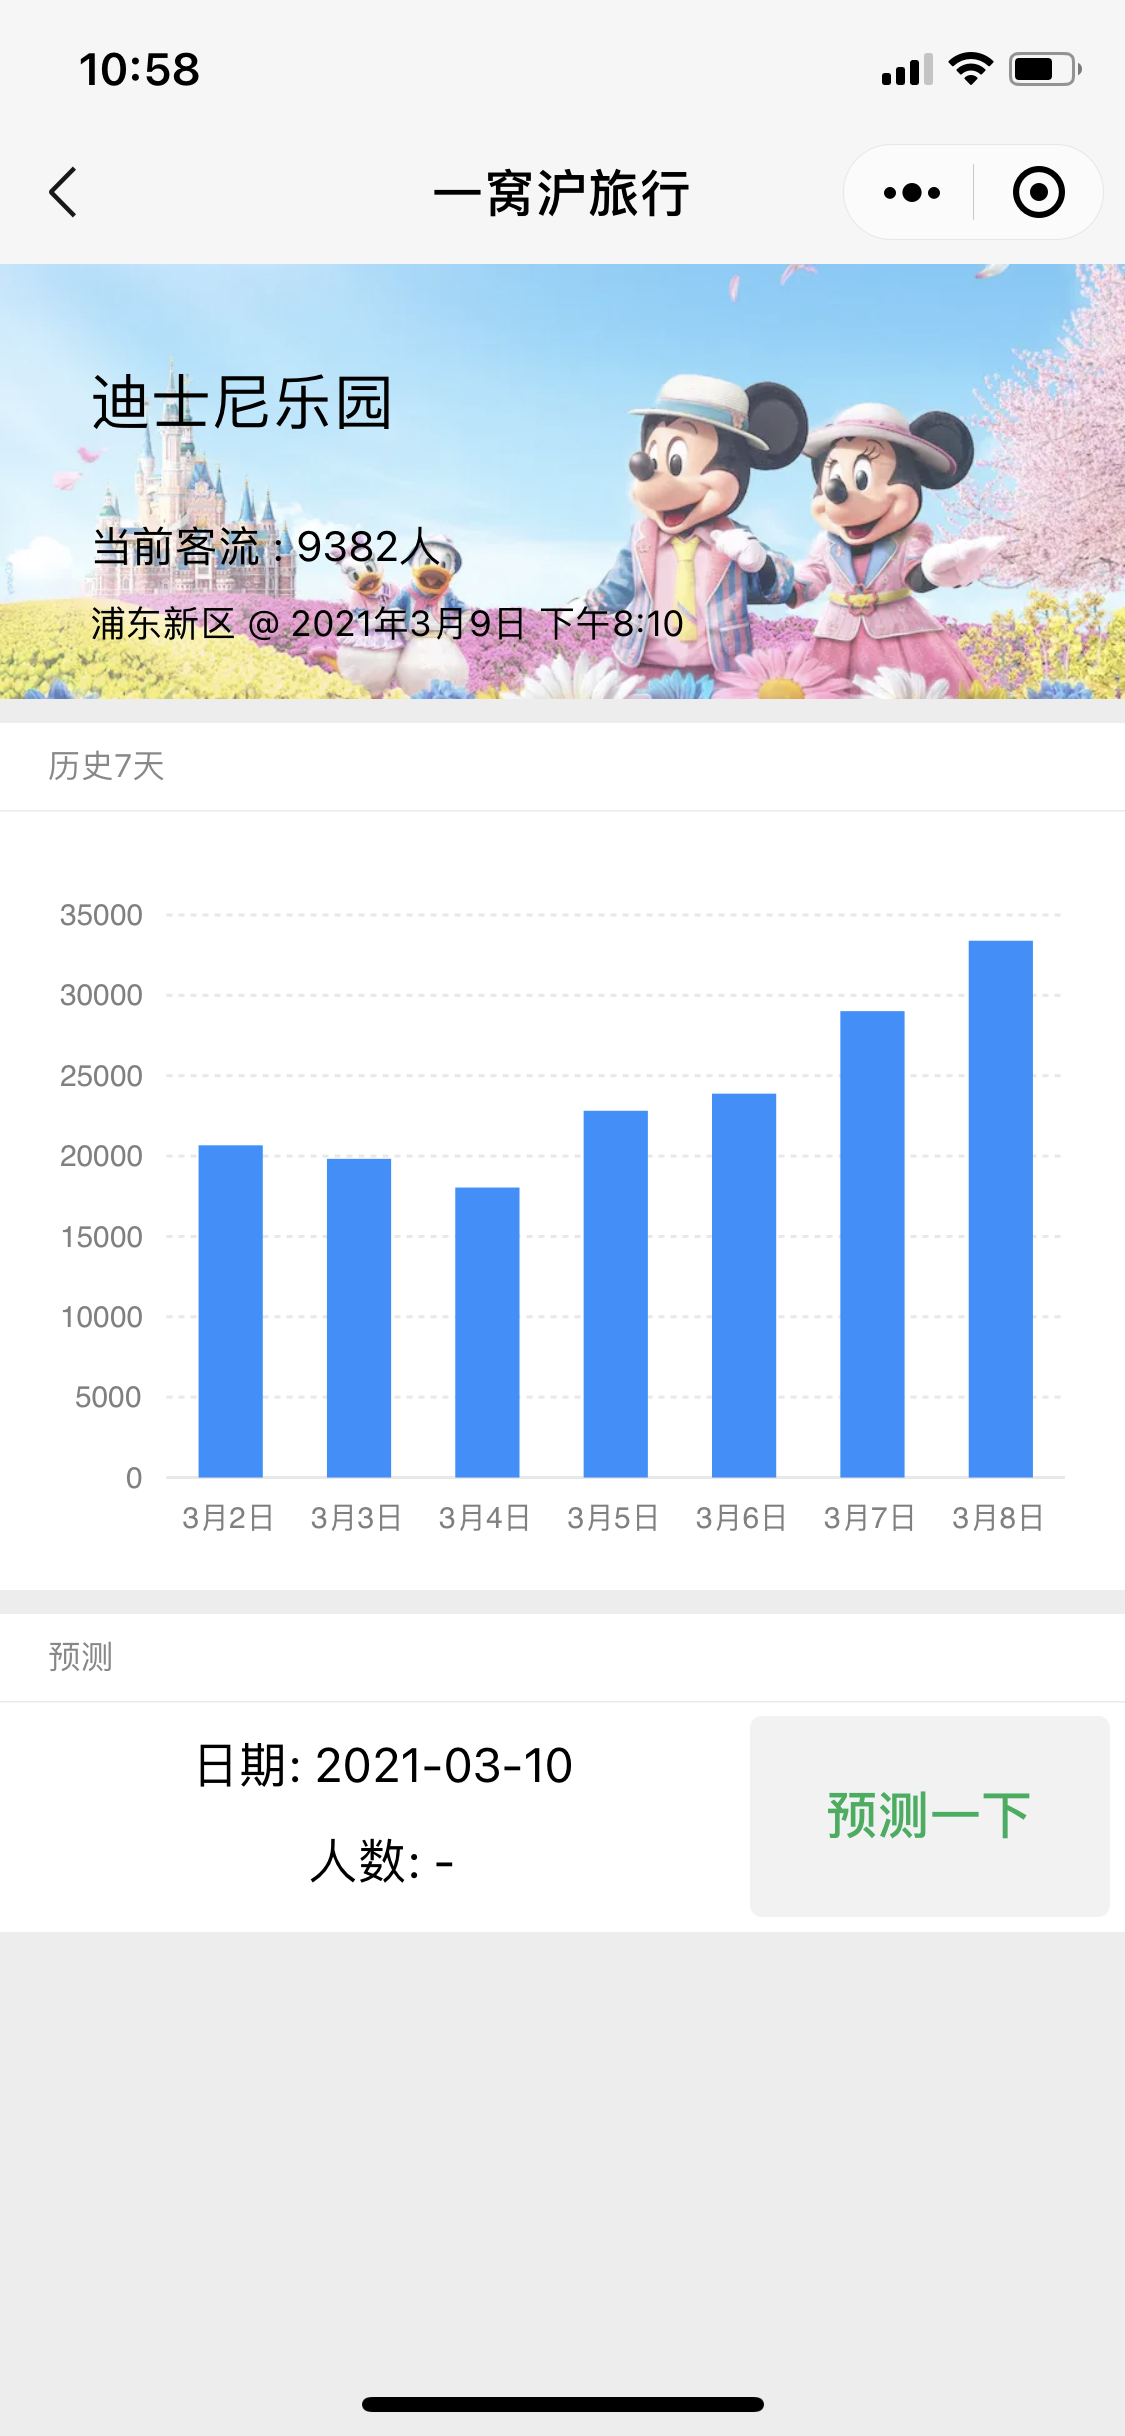 10:58
一窝沪旅行
迪士尼乐园
当前客流：9382人
浦东新区 @ 2021年3月9日 下午8:10
历史7天
35000
30000
25000
20000
15000
10000
5000
0
3月2日 3月3日 3月4日 3月5日 3月6日 3月7日 3月8日
预测
日期: 2021-03-10
人数: -
预测一下